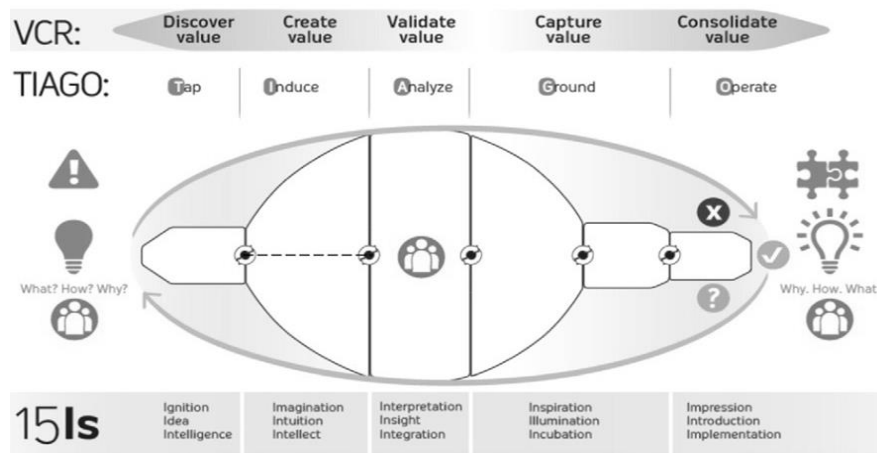 VCR:
Discover value
Create value
Validate value
Capture value
Consolidate value
TIAGO:
Tap
Induce
Analyze
Ground
Operate
!
X
✓
?
What? How? Why?
Why. How. What
15Is
Ignition
Idea
Intelligence
Imagination
Intuition
Intellect
Interpretation
Insight
Integration
Inspiration
Illumination
Incubation
Impression
Introduction
Implementation